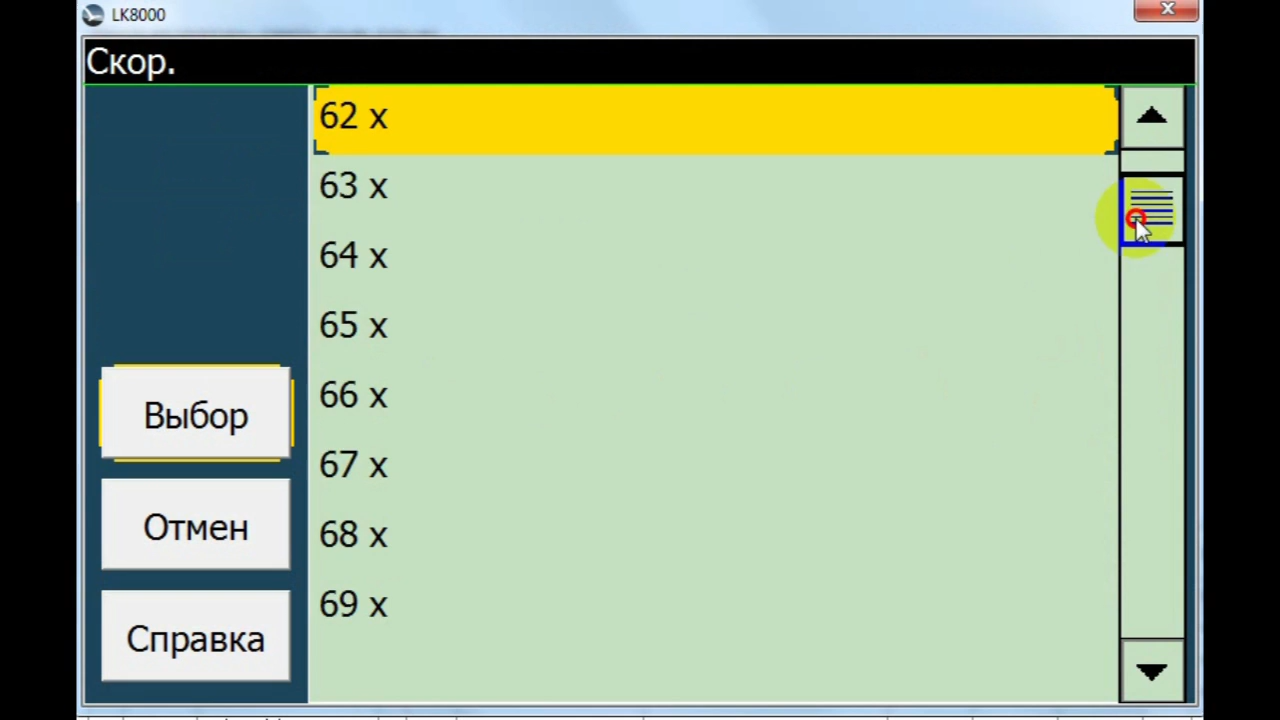 LK8000
Скор.
62 x
63 x
64 x
65 x
66 x
67 x
68 x
69 x
Выбор
Отмен
Справка